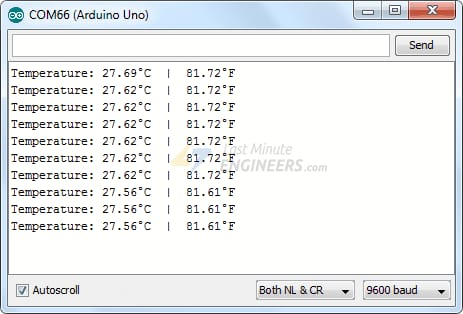 COM66 (Arduino Uno)
Send
Temperature: 27.69°C  |  81.72°F
Temperature: 27.62°C  |  81.72°F
Temperature: 27.62°C  |  81.72°F
Temperature: 27.62°C  |  81.72°F
Temperature: 27.62°C  |  81.72°F
Temperature: 27.62°C  |  81.72°F
Temperature: 27.62°C  |  81.72°F
Temperature: 27.56°C  |  81.61°F
Temperature: 27.56°C  |  81.61°F
Temperature: 27.56°C  |  81.61°F
Last Minute
ENGINEERS.com
Autoscroll
Both NL & CR
9600 baud